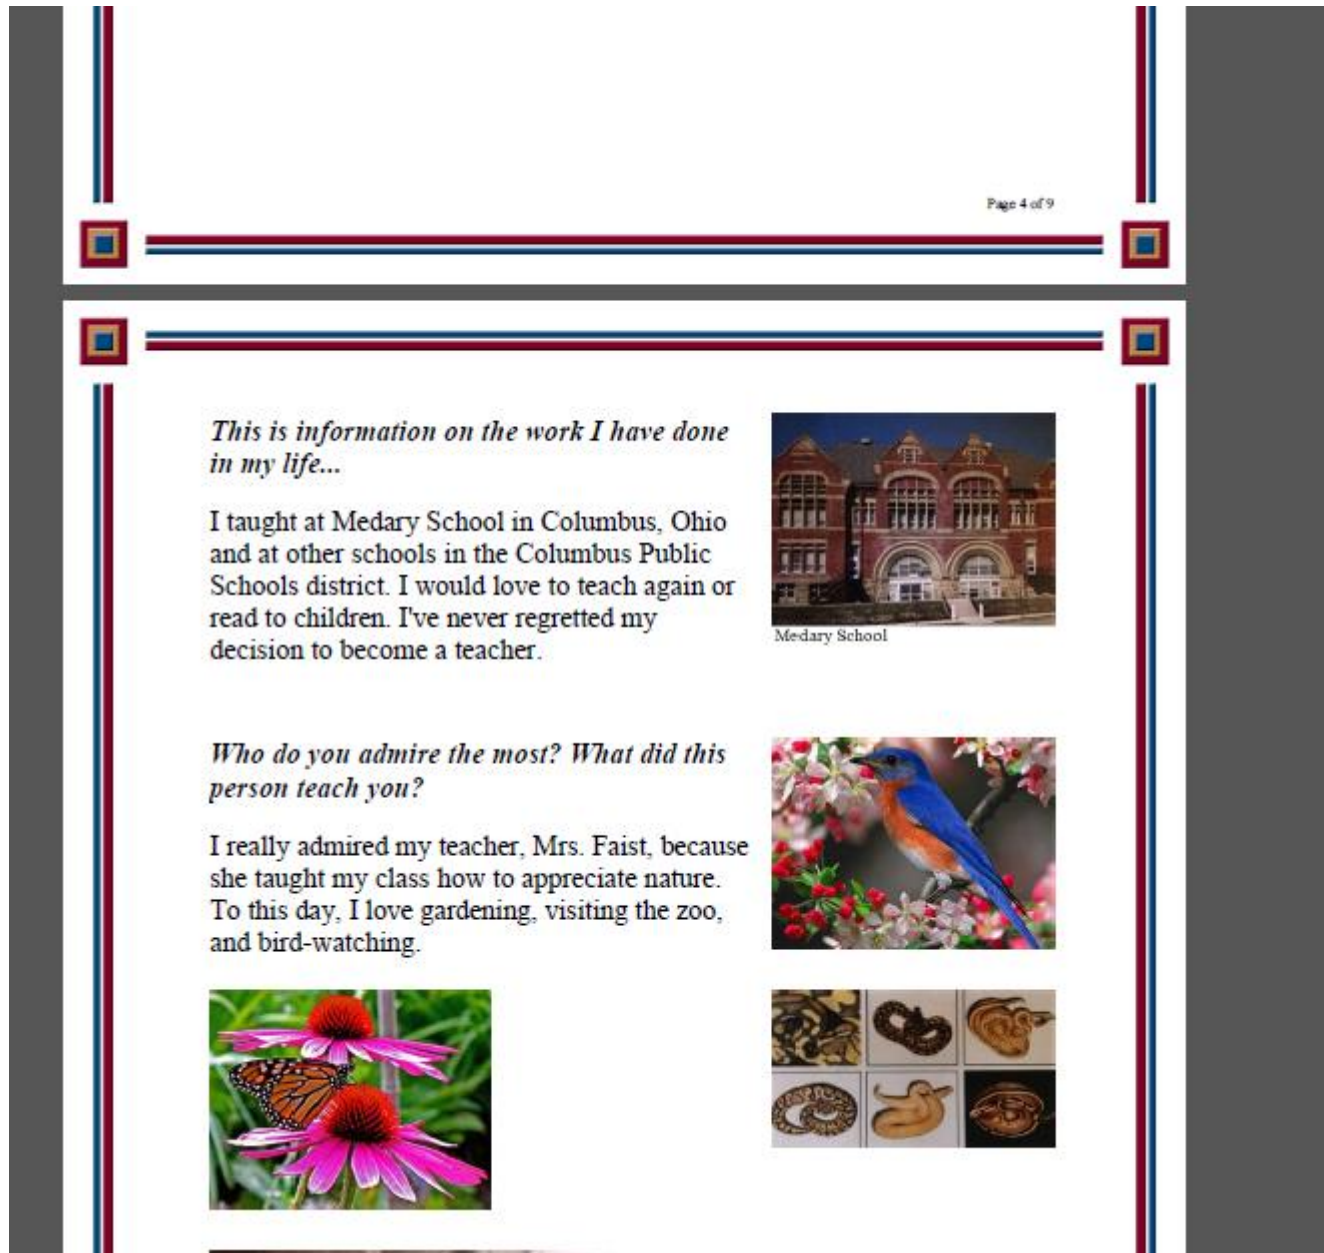 Page 4 of 9
This is information on the work I have done
in my life...
I taught at Medary School in Columbus, Ohio
and at other schools in the Columbus Public
Schools district. I would love to teach again or
read to children. I've never regretted my
decision to become a teacher.
Medary School
Who do you admire the most? What did this
person teach you?
I really admired my teacher, Mrs. Faist, because
she taught my class how to appreciate nature.
To this day, I love gardening, visiting the zoo,
and bird-watching.